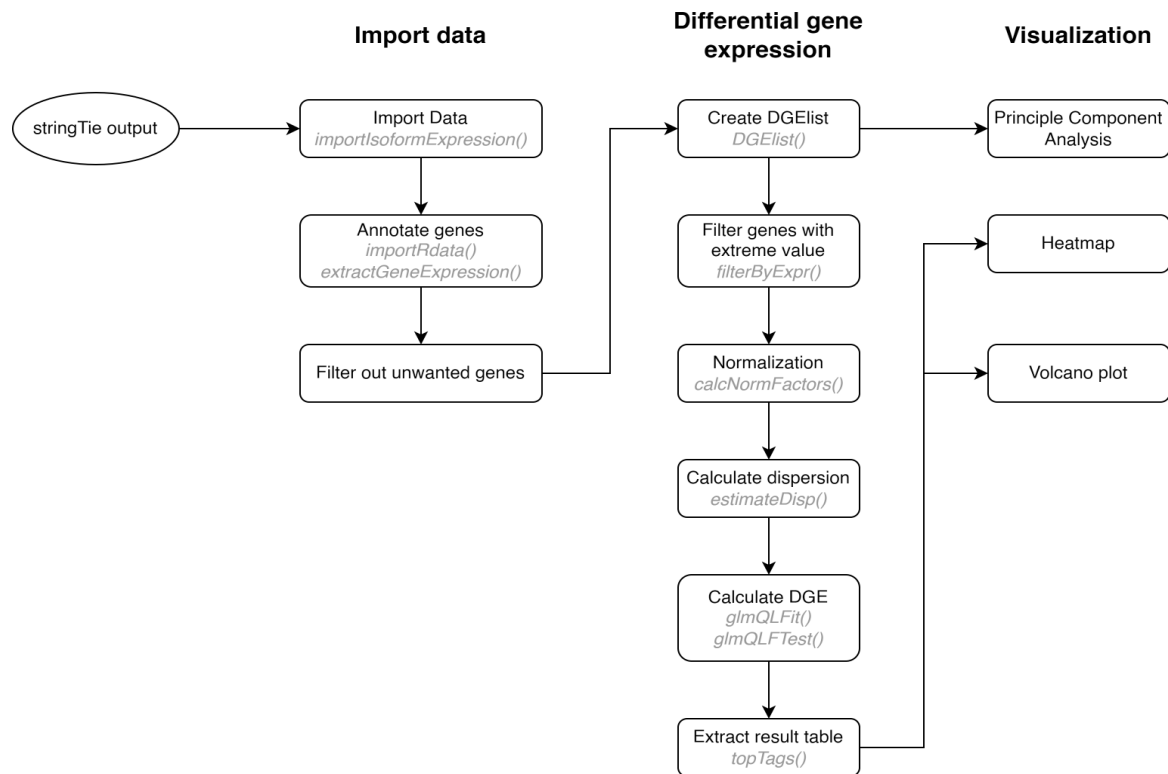 Import data
Differential gene
expression
Visualization
stringTie output
Import Data
importIsoformExpression()
Annotate genes
importRdata()
extractGeneExpression()
Filter out unwanted genes
Create DGElist
DGElist()
Filter genes with
extreme value
filterByExpr()
Normalization
calcNormFactors()
Calculate dispersion
estimateDisp()
Calculate DGE
glmQLFit()
glmQLFTest()
Extract result table
topTags()
Principle Component
Analysis
Heatmap
Volcano plot